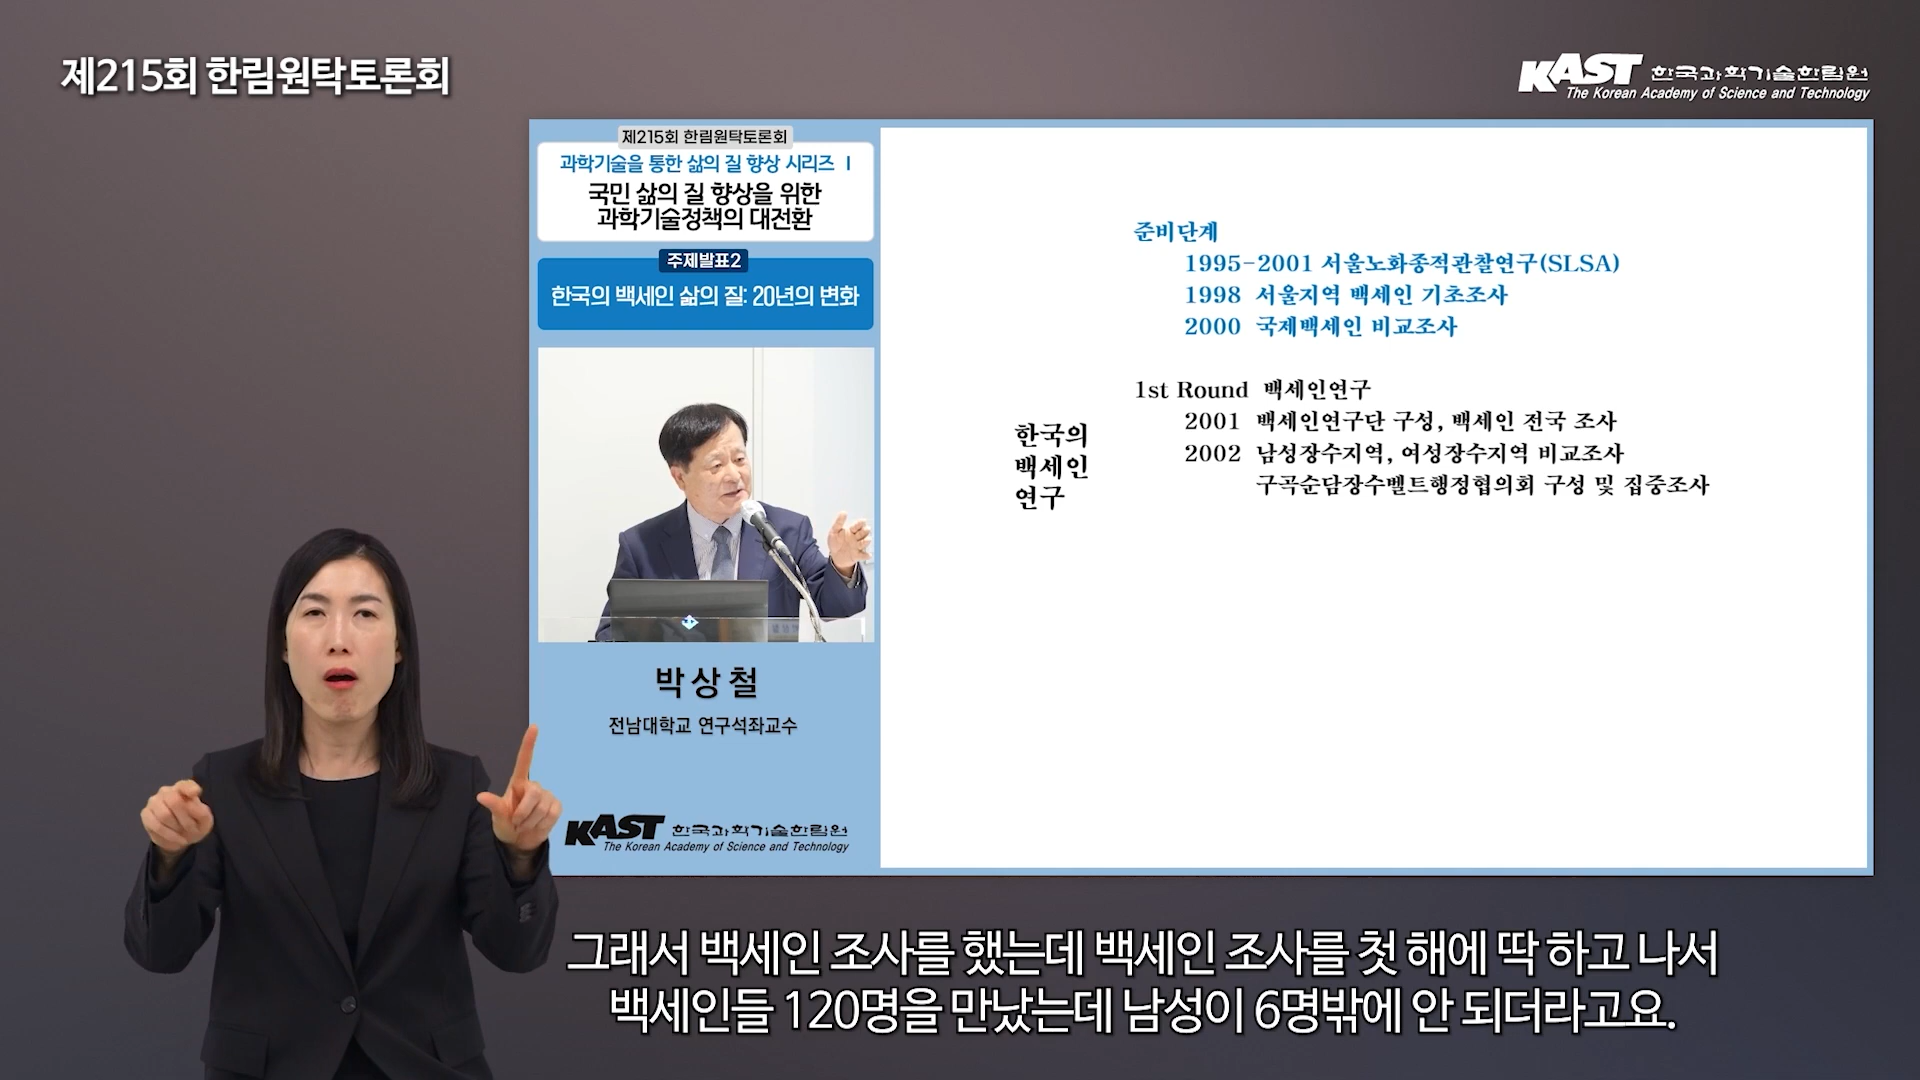 제215회 한림원탁토론회
KAST 한국과학기술한림원
The Korean Academy of Science and Technology
제215회 한림원탁토론회
과학기술을 통한 삶의 질 향상 시리즈 Ⅰ
국민 삶의 질 향상을 위한
과학기술정책의 대전환
주제발표2
한국의 백세인 삶의 질: 20년의 변화
박상철
전남대학교 연구석좌교수
KAST 한국과학기술한림원
The Korean Academy of Science and Technology
한국의
백세인
연구
준비단계
1995-2001 서울노화종적관찰연구(SLSA)
1998 서울지역 백세인 기초조사
2000 국제백세인 비교조사
1st Round 백세인연구
2001 백세인연구단 구성, 백세인 전국 조사
2002 남성장수지역, 여성장수지역 비교조사
구곡순담장수벨트행정협의회 구성 및 집중조사
그래서 백세인 조사를 했는데 백세인 조사를 첫 해에 딱 하고 나서
백세인들 120명을 만났는데 남성이 6명밖에 안 되더라고요.